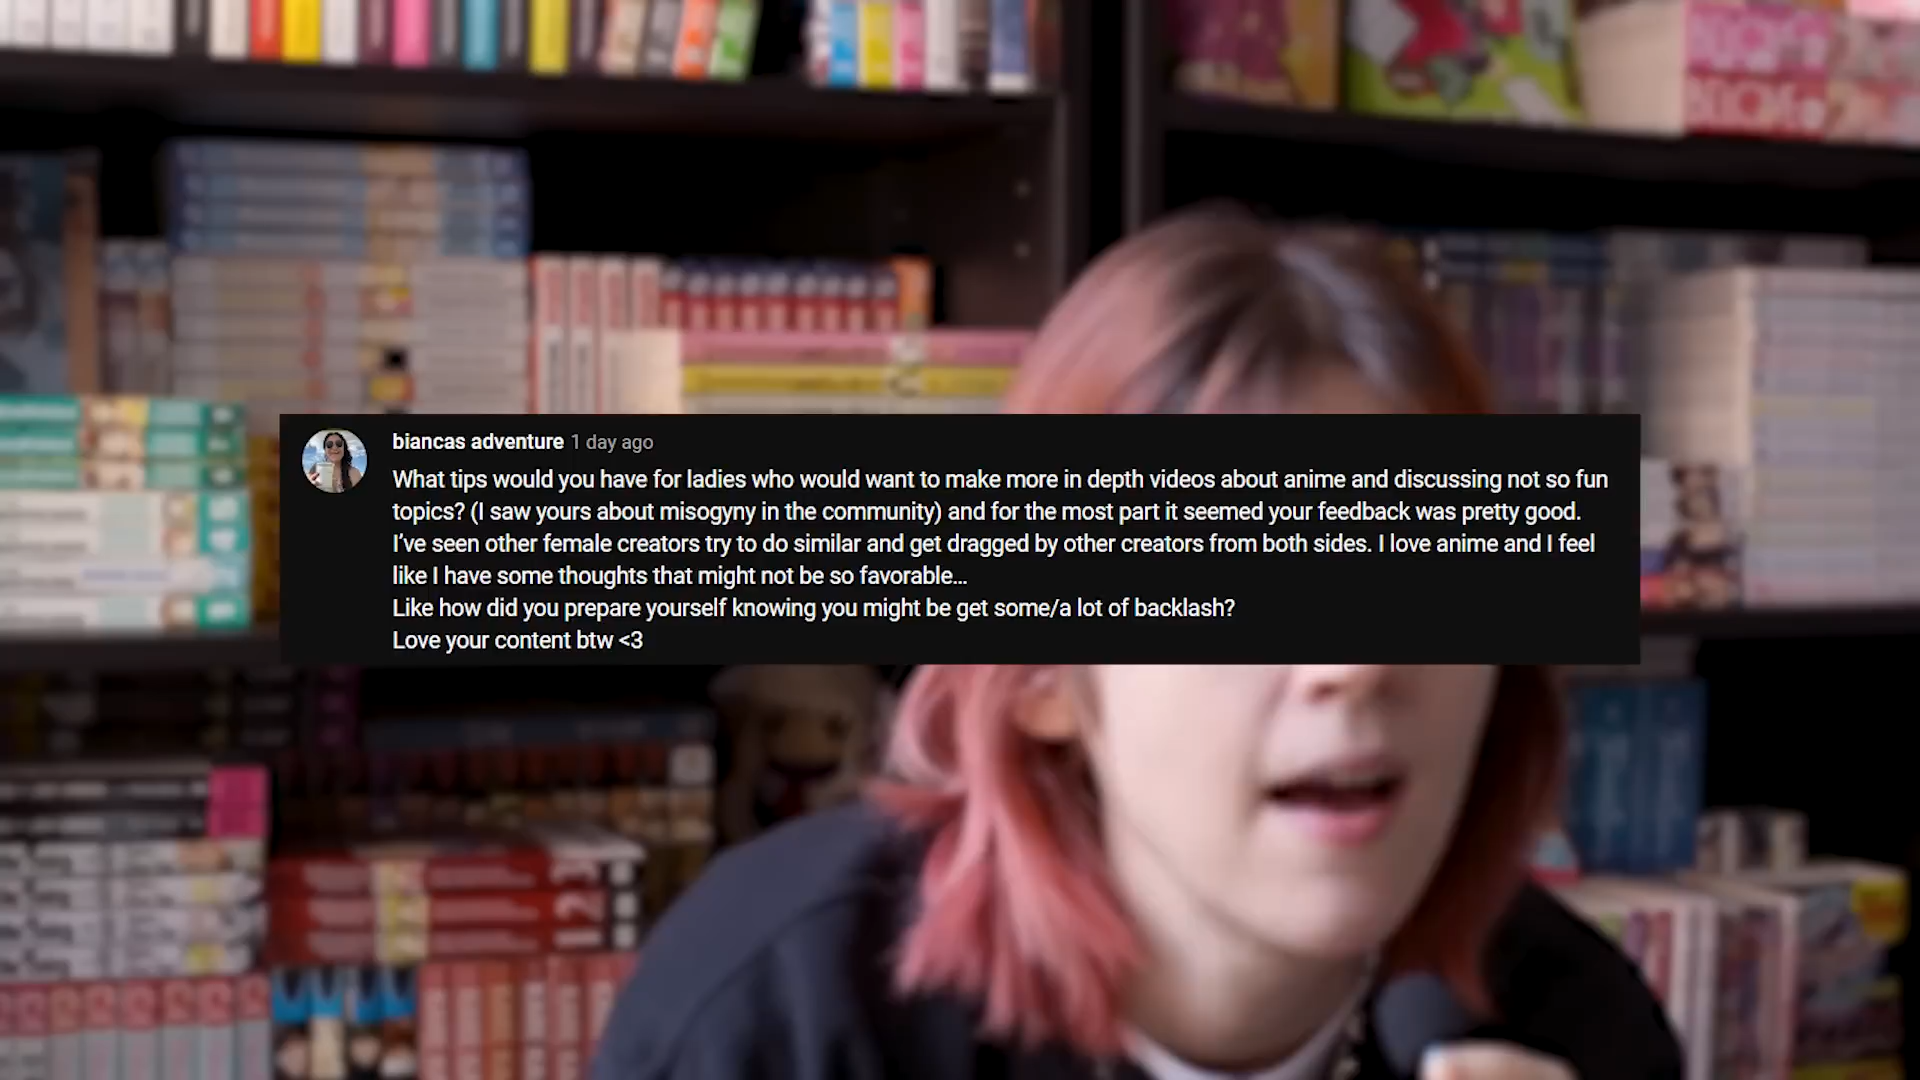 biancas adventure 1 day ago
What tips would you have for ladies who would want to make more in depth videos about anime and discussing not so fun
topics? (I saw yours about misogyny in the community) and for the most part it seemed your feedback was pretty good.
I’ve seen other female creators try to do similar and get dragged by other creators from both sides. I love anime and I feel
like I have some thoughts that might not be so favorable…
Like how did you prepare yourself knowing you might be get some/a lot of backlash?
Love your content btw <3